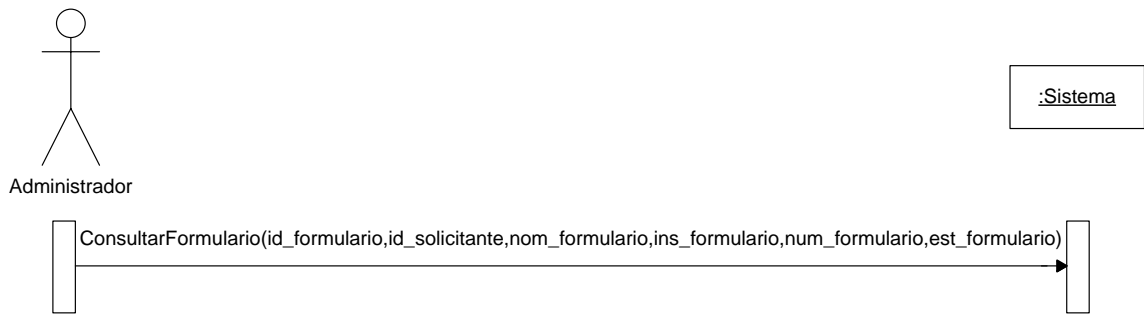 :Sistema
Administrador
ConsultarFormulario(id_formulario,id_solicitante,nom_formulario,ins_formulario,num_formulario,est_formulario)